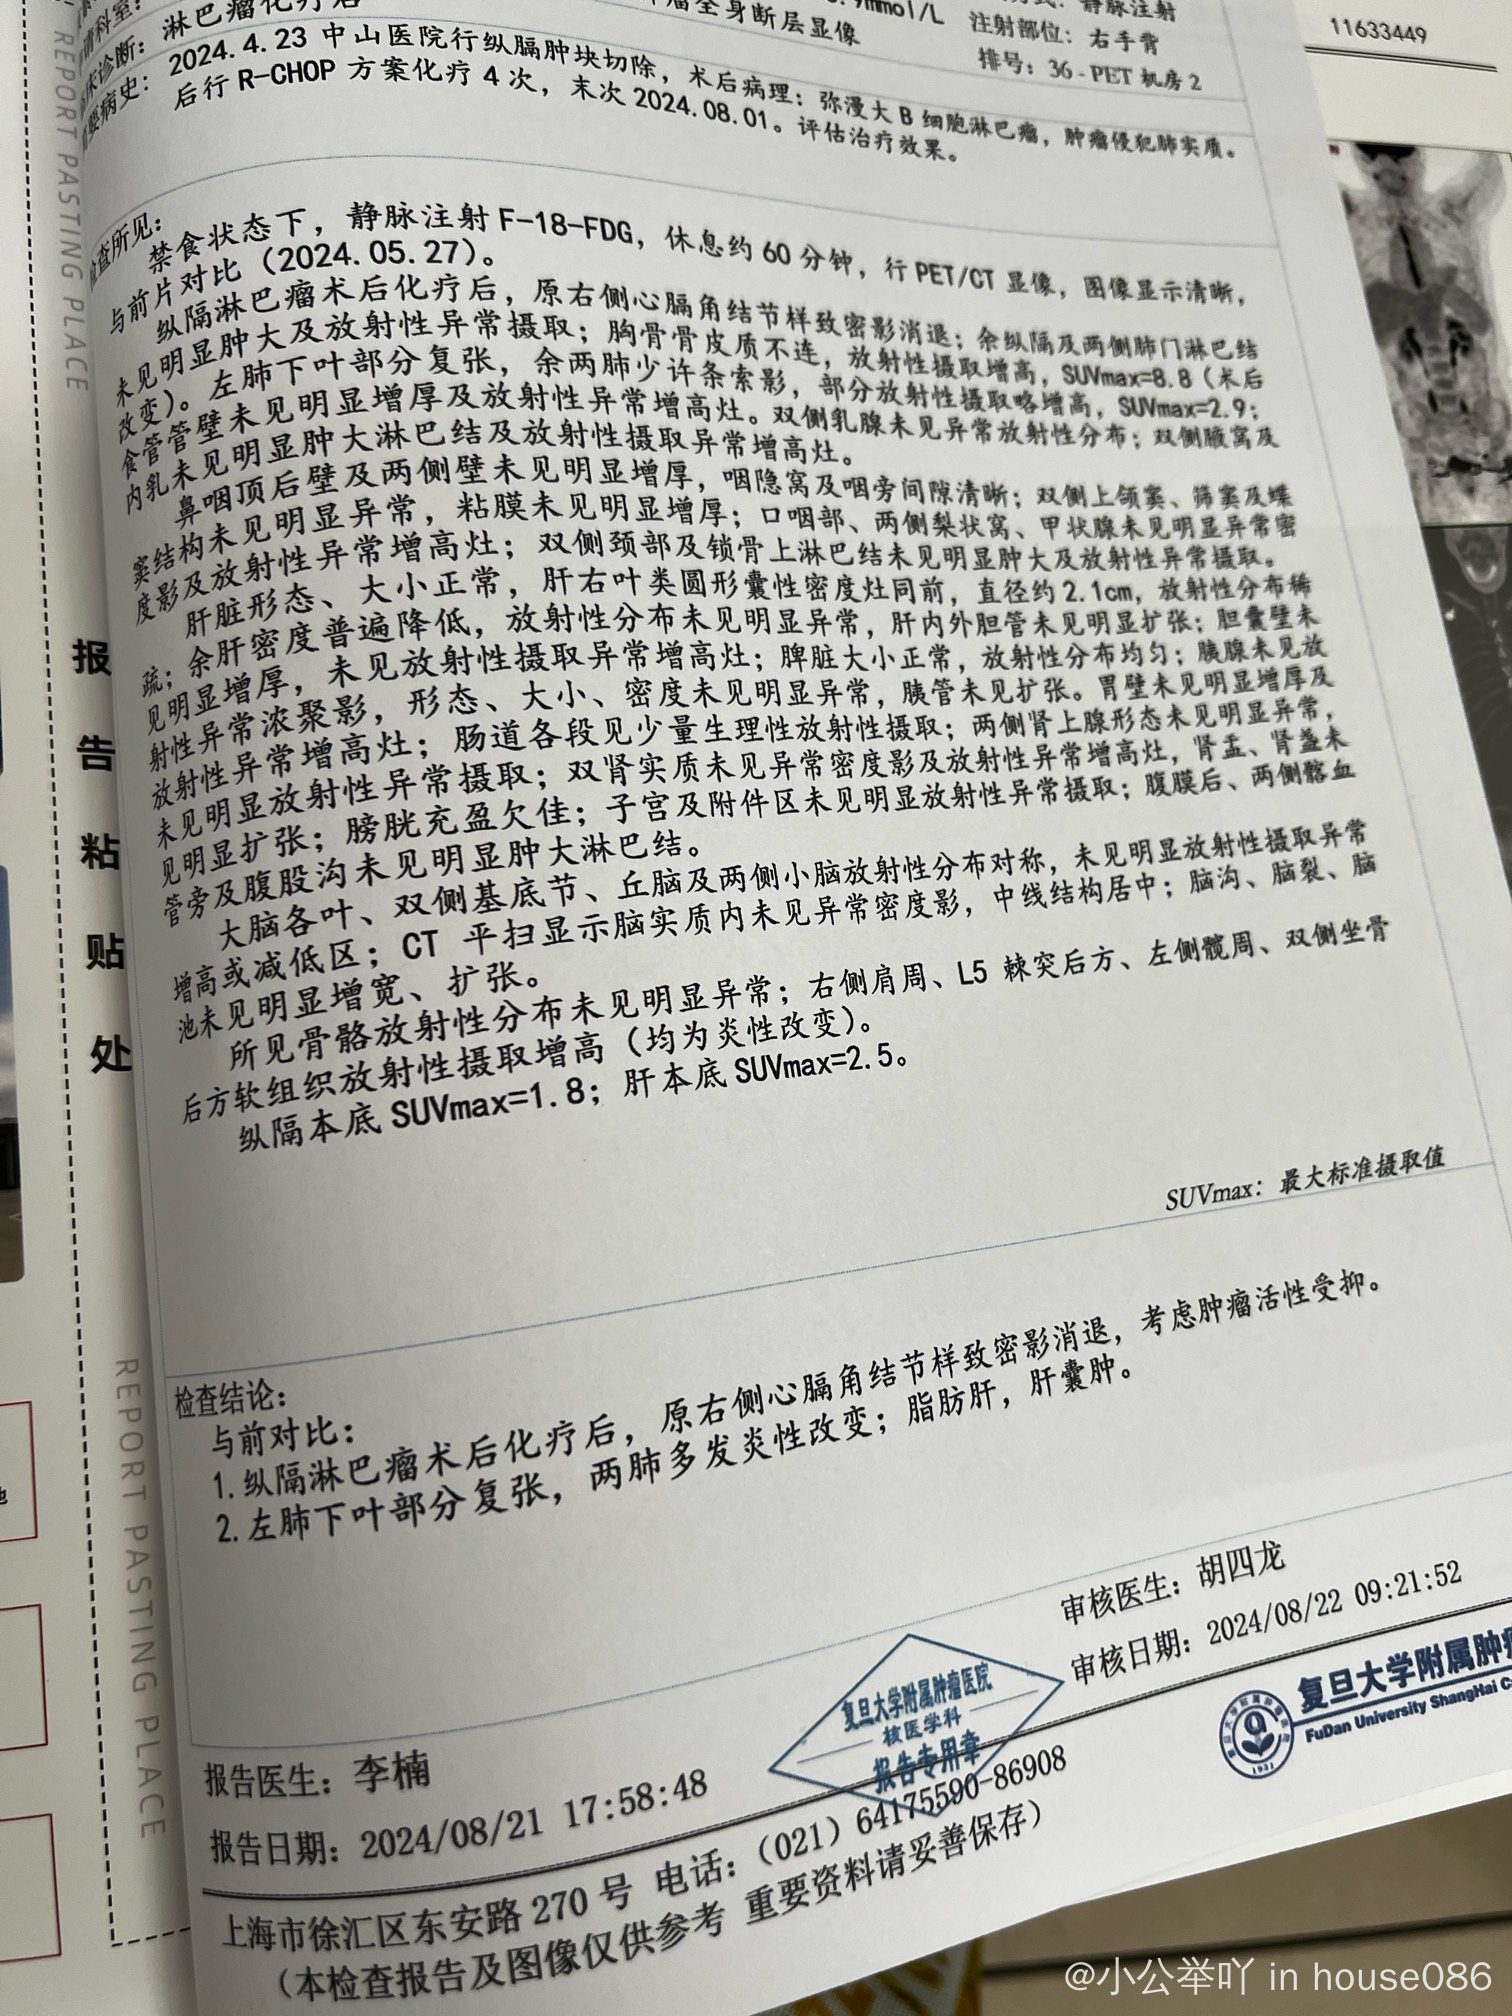 11633449
床诊断：淋巴瘤化疗后
瘤全身断层显像
静脉注射
注射部位：右手背
排号：36-PET 机房 2
要病史：2024.4.23 中山医院行纵膈肿块切除，术后病理：弥漫大 B 细胞淋巴瘤，肿瘤侵犯肺实质。
后行 R-CHOP 方案化疗 4 次，末次 2024.08.01。评估治疗效果。
检查所见：
禁食状态下，静脉注射 F-18-FDG，休息约 60 分钟，行 PET/CT 显像，图像显示清晰，
与前片对比（2024.05.27）。
纵隔淋巴瘤术后化疗后，原右侧心膈角结节样致密影消退；余纵隔及两侧肺门淋巴结
未见明显肿大及放射性异常摄取；胸骨骨皮质不连，放射性摄取增高，SUVmax=8.8（术后
改变）。左肺下叶部分复张，余两肺少许条索影，部分放射性摄取略增高，SUVmax=2.9；
食管管壁未见明显增厚及放射性异常增高灶。双侧乳腺未见异常放射性分布；双侧腋窝及
内乳未见明显肿大淋巴结及放射性摄取异常增高灶。
鼻咽顶后壁及两侧壁未见明显增厚，咽隐窝及咽旁间隙清晰；双侧上颌窦、筛窦及蝶
窦结构未见明显异常，粘膜未见明显增厚；口咽部、两侧梨状窝、甲状腺未见明显异常密
度影及放射性异常增高灶；双侧颈部及锁骨上淋巴结未见明显肿大及放射性异常摄取。
肝脏形态、大小正常，肝右叶类圆形囊性密度灶同前，直径约 2.1cm，放射性分布稀
疏；余肝密度普遍降低，放射性分布未见明显异常，肝内外胆管未见明显扩张；胆囊壁未
见明显增厚，未见放射性摄取异常增高灶；脾脏大小正常，放射性分布均匀；胰腺未见放
射性异常浓聚影，形态、大小、密度未见明显异常，胰管未见扩张。胃壁未见明显增厚及
放射性异常增高灶；肠道各段见少量生理性放射性摄取；两侧肾上腺形态未见明显异常，
未见明显放射性异常摄取；双肾实质未见异常密度影及放射性异常增高灶，肾盂、肾盏未
见明显扩张；膀胱充盈欠佳；子宫及附件区未见明显放射性异常摄取；腹膜后、两侧髂血
管旁及腹股沟未见明显肿大淋巴结。
大脑各叶、双侧基底节、丘脑及两侧小脑放射性分布对称，未见明显放射性摄取异常
增高或减低区；CT 平扫显示脑实质内未见异常密度影，中线结构居中；脑沟、脑裂、脑
池未见明显增宽、扩张。
所见骨骼放射性分布未见明显异常；右侧肩周、L5 棘突后方、左侧髋周、双侧坐骨
后方软组织放射性摄取增高（均为炎性改变）。
纵隔本底 SUVmax=1.8；肝本底 SUVmax=2.5。
SUVmax：最大标准摄取值
检查结论：
与前对比：
1.纵隔淋巴瘤术后化疗后，原右侧心膈角结节样致密影消退，考虑肿瘤活性受抑。
2.左肺下叶部分复张，两肺多发炎性改变；脂肪肝，肝囊肿。
审核医生：胡四龙
审核日期：2024/08/22 09:21:52
报告医生：李楠
报告日期：2024/08/21 17:58:48
复旦大学附属肿瘤医院
核医学科
报告专用章
复旦大学附属肿瘤
FuDan University ShangHai C
1931
上海市徐汇区东安路 270 号 电话：（021）64175590-86908
（本检查报告及图像仅供参考 重要资料请妥善保存）
REPORT PASTING PLACE
报告粘贴处
REPORT PASTING PLACE
@小公举吖 in house086